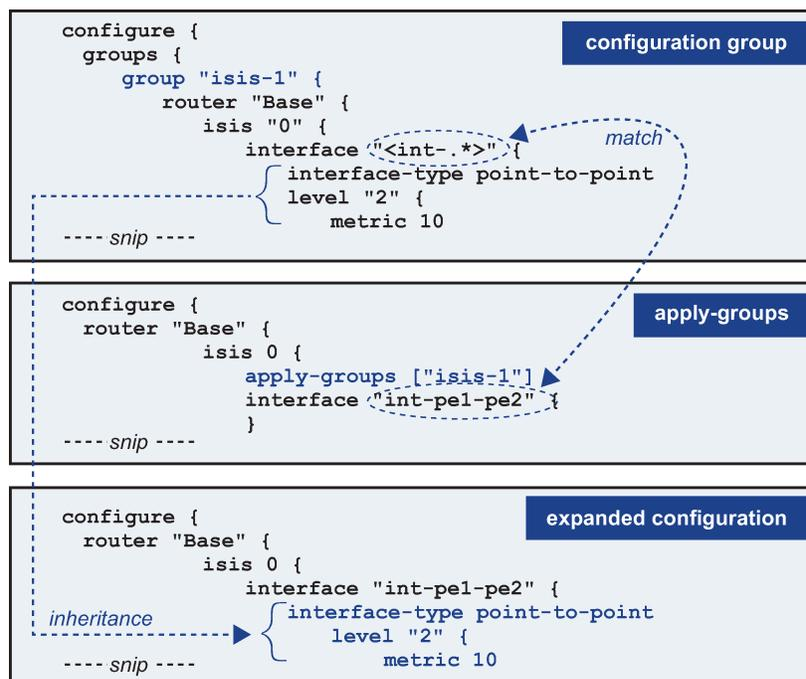 configure {
configuration group
groups {
group "isis-1" {
router "Base" {
isis "0" {
interface "<int-.*>" {
match
interface-type point-to-point
level "2" {
metric 10
---- snip ----
configure {
apply-groups
router "Base" {
isis 0 {
apply-groups ["isis-1"]
interface "int-pe1-pe2" {
}
---- snip ----
configure {
expanded configuration
router "Base" {
isis 0 {
interface "int-pe1-pe2" {
inheritance
interface-type point-to-point
level "2" {
metric 10
---- snip ----